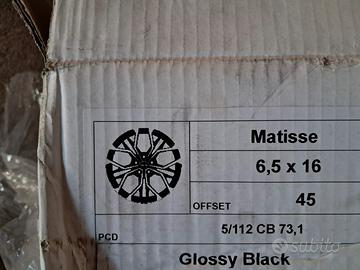 Matisse
6,5 x 16
OFFSET 45
PCD 5/112 CB 73,1
Glossy Black
subito